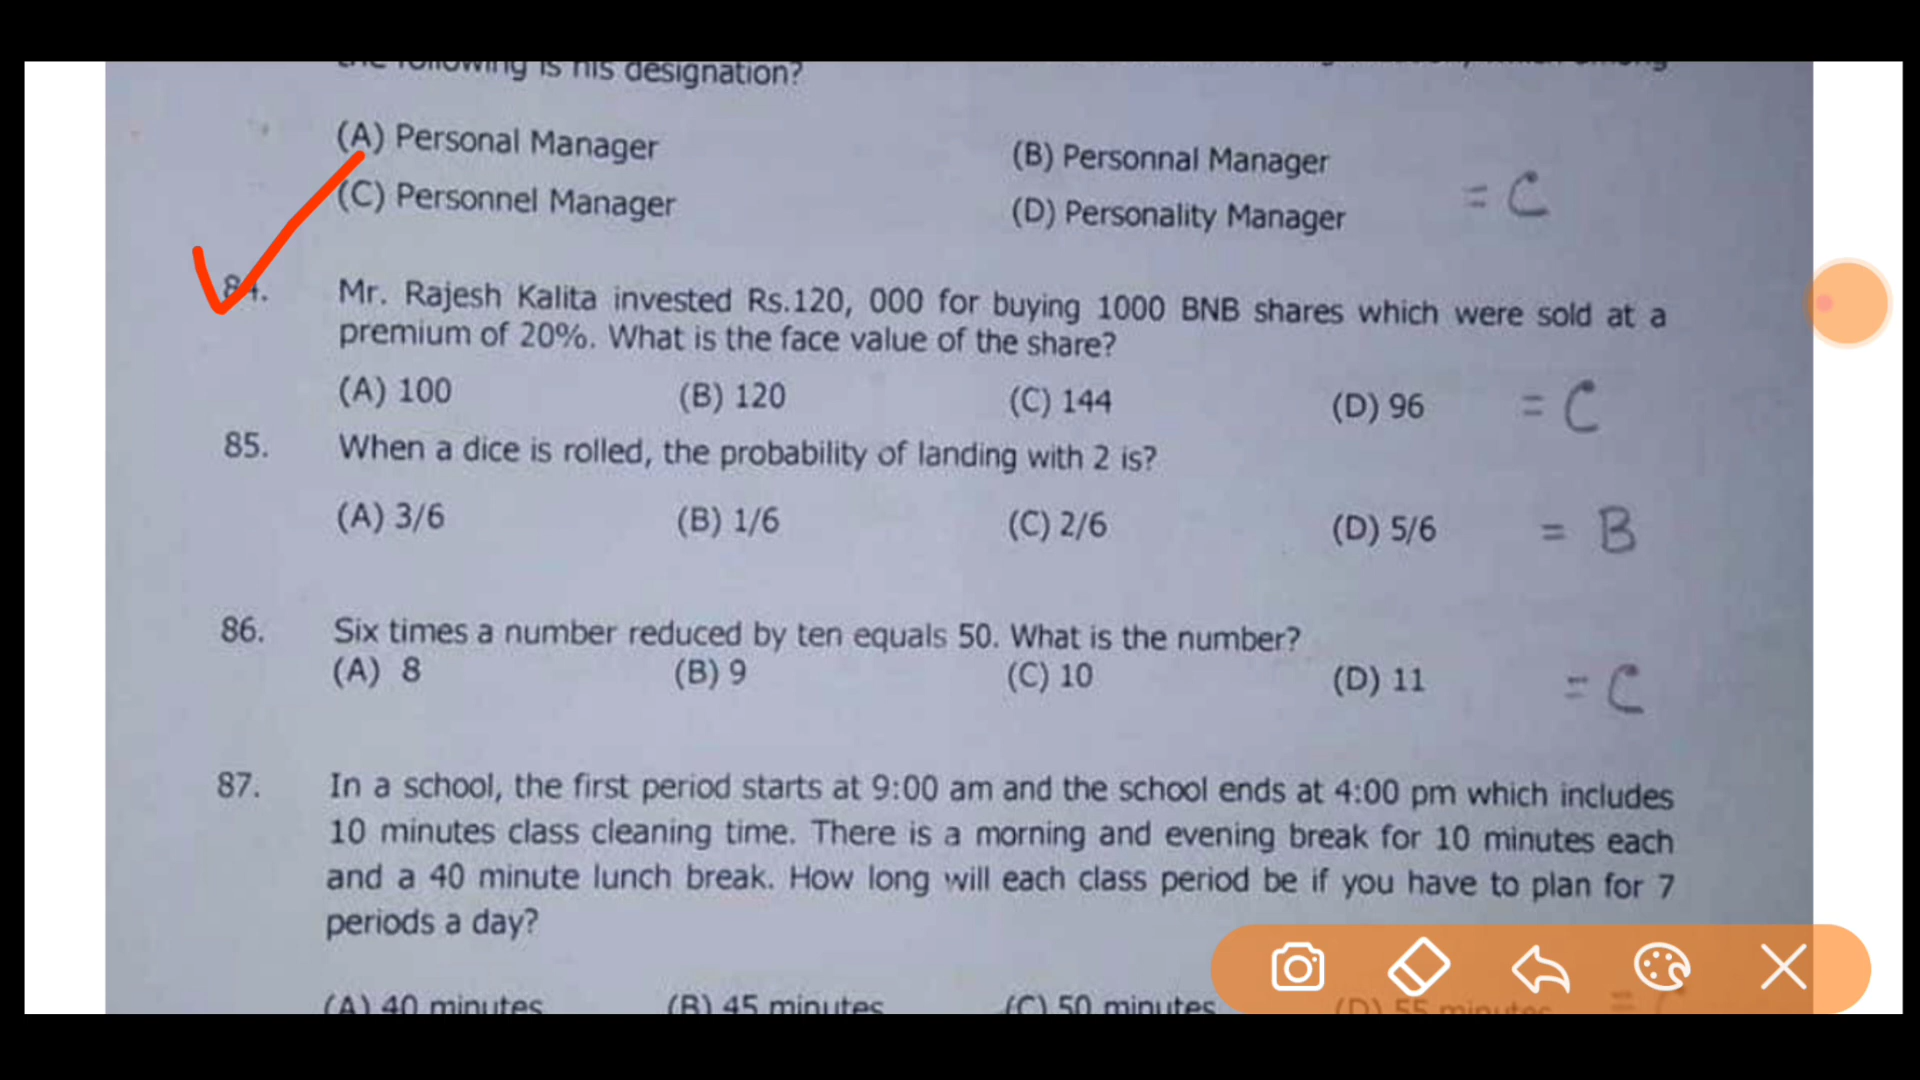 the following is his designation?
(A) Personal Manager (B) Personnal Manager
(C) Personnel Manager (D) Personality Manager = C
84. Mr. Rajesh Kalita invested Rs.120, 000 for buying 1000 BNB shares which were sold at a
premium of 20%. What is the face value of the share?
(A) 100 (B) 120 (C) 144 (D) 96 = C
85. When a dice is rolled, the probability of landing with 2 is?
(A) 3/6 (B) 1/6 (C) 2/6 (D) 5/6 = B
86. Six times a number reduced by ten equals 50. What is the number?
(A) 8 (B) 9 (C) 10 (D) 11 = C
87. In a school, the first period starts at 9:00 am and the school ends at 4:00 pm which includes
10 minutes class cleaning time. There is a morning and evening break for 10 minutes each
and a 40 minute lunch break. How long will each class period be if you have to plan for 7
periods a day?
(A) 40 minutes (B) 45 minutes (C) 50 minutes (D) 55 minutes = C